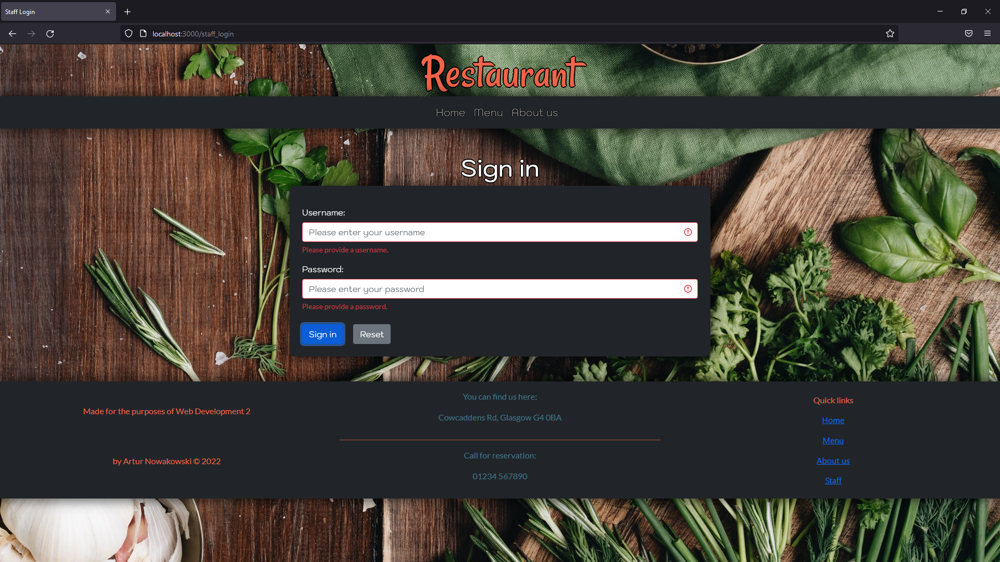 Staff Login
localhost:3000/staff_login
Restaurant
Home Menu About us
Sign in
Username:
Please enter your username
Please provide a username.
Password:
Please enter your password
Please provide a password.
Sign in Reset
Made for the purposes of Web Development 2
by Artur Nowakowski © 2022
You can find us here:
Cowcaddens Rd, Glasgow G4 0BA
Call for reservation:
01234 567890
Quick links
Home
Menu
About us
Staff